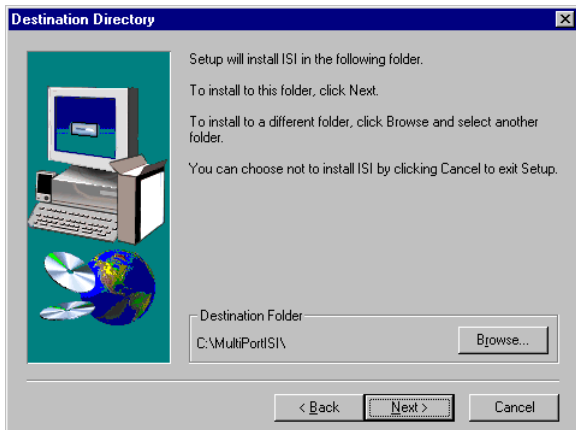 Destination Directory
Setup will install ISI in the following folder.
To install to this folder, click Next.
To install to a different folder, click Browse and select another
folder.
You can choose not to install ISI by clicking Cancel to exit Setup.
Destination Folder
C:\MultiPortISI\
Browse...
< Back
Next >
Cancel